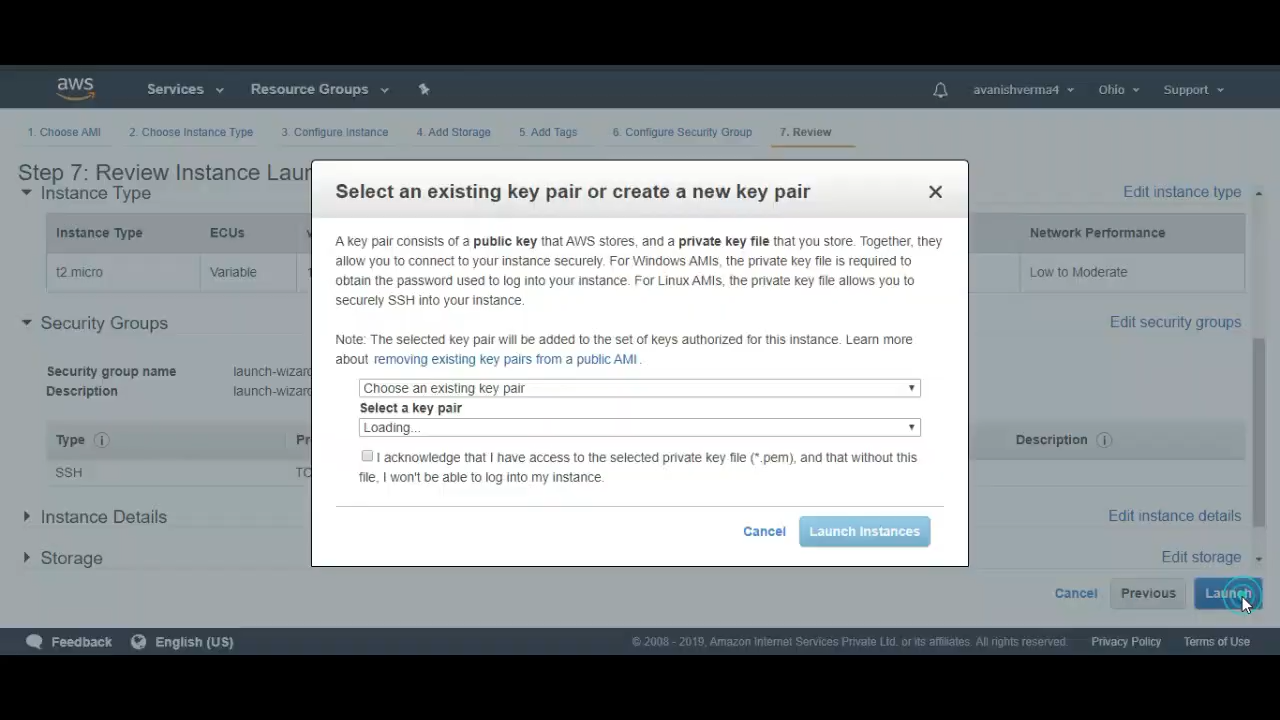 aws Services Resource Groups avanishverma4 Ohio Support
1. Choose AMI 2. Choose Instance Type 3. Configure Instance 4. Add Storage 5. Add Tags 6. Configure Security Group 7. Review
Step 7: Review Instance
Instance Type
Edit instance type
Instance Type ECUs Network Performance
t2.micro Variable Low to Moderate
Security Groups
Edit security groups
Security group name
Description
Type Description
SSH
Instance Details
Edit instance details
Storage
Edit storage
Select an existing key pair or create a new key pair
A key pair consists of a public key that AWS stores, and a private key file that you store. Together, they
allow you to connect to your instance securely. For Windows AMIs, the private key file is required to
obtain the password used to log into your instance. For Linux AMIs, the private key file allows you to
securely SSH into your instance.
Note: The selected key pair will be added to the set of keys authorized for this instance. Learn more
about removing existing key pairs from a public AMI .
Choose an existing key pair
Select a key pair
Loading...
I acknowledge that I have access to the selected private key file (*.pem), and that without this
file, I won't be able to log into my instance.
Cancel Launch Instances
Cancel Previous Launch
Feedback English (US) © 2008 - 2019, Amazon Internet Services Private Ltd. or its affiliates. All rights reserved. Privacy Policy Terms of Use